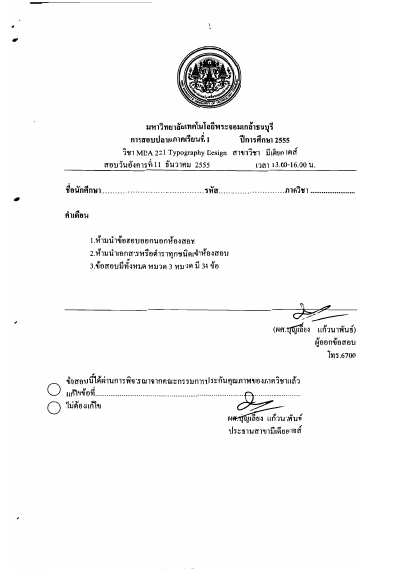 1
มหาวิทยาลัยเทคโนโลยีพระจอมเกล้าธนบุรี
การสอบปลายภาคเรียนที่ 1 ปีการศึกษา 2555
วิชา MDA 221 Typography Design สาขาวิชา มีเดียอาตส์
สอบวันอังคารที่ 11 ธันวาคม 2555 เวลา 13.00-16.00 น.
ชื่อนักศึกษา..............................................รหัส................................ภาควิชา ......................
คำเตือน
1.ห้ามนำข้อสอบออกนอกห้องสอบ
2.ห้ามนำเอกสารหรือตำราทุกชนิดเข้าห้องสอบ
3.ข้อสอบมีทั้งหมด หมวด 3 หมวด มี 34 ข้อ
(ผศ.บุญเลี้ยง แก้วนาพันธ์)
ผู้ออกข้อสอบ
โทร.6700
ข้อสอบนี้ได้ผ่านการพิจารณาจากคณะกรรมการประกันคุณภาพของภาควิชาแล้ว
แก้ไขข้อที่..............................................................................
ไม่ต้องแก้ไข
ผศ.บุญเลี้ยง แก้วนาพันธ์
ประธานสาขามีเดียอาตส์